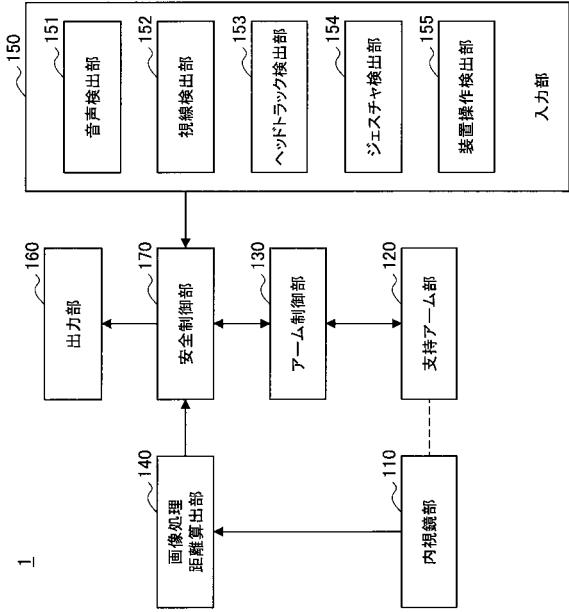 1
150
151
音声検出部
152
視線検出部
153
ヘッドトラック検出部
154
ジェスチャ検出部
155
装置操作検出部
入力部
160
出力部
170
安全制御部
130
アーム制御部
120
支持アーム部
140
画像処理
距離算出部
110
内視鏡部